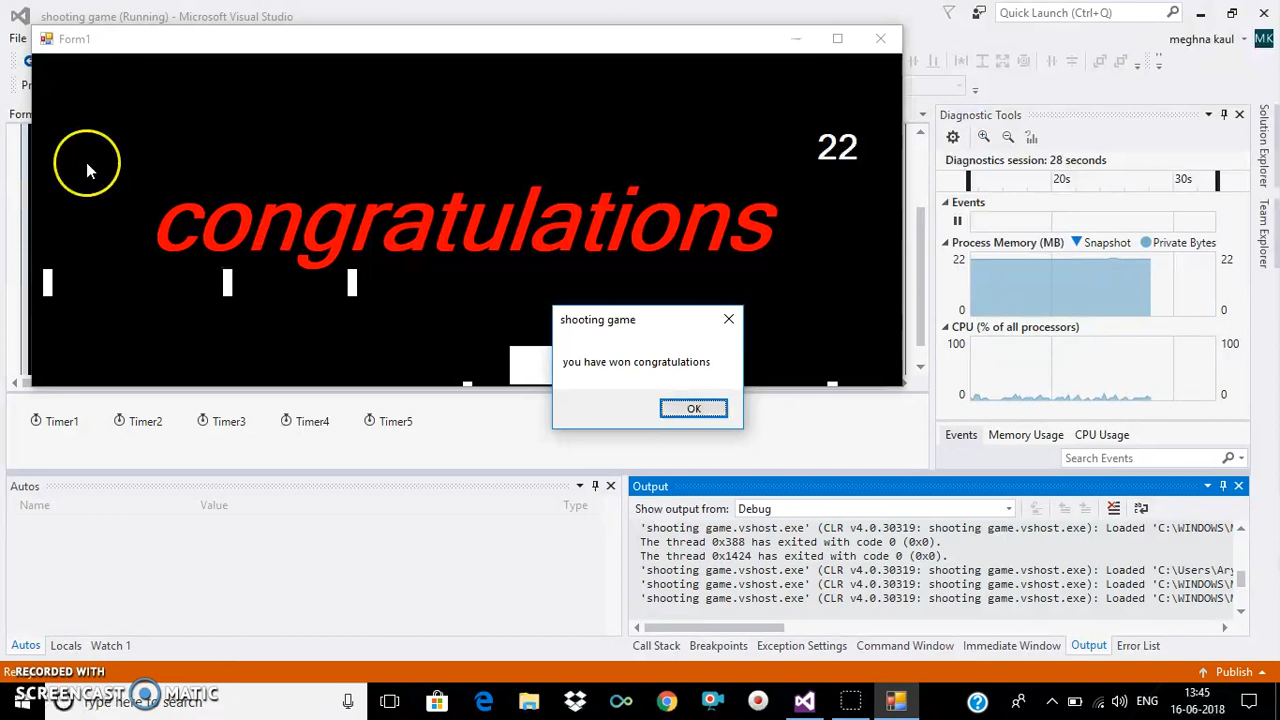 shooting game (Running) - Microsoft Visual Studio
Quick Launch (Ctrl+Q)
Form1
meghna kaul
MK
File
22
congratulations
shooting game
you have won congratulations
OK
Diagnostic Tools
Diagnostics session: 28 seconds
20s
30s
Events
Process Memory (MB)
Snapshot
Private Bytes
22
22
0
0
CPU (% of all processors)
100
100
0
0
Events
Memory Usage
CPU Usage
Search Events
Solution Explorer
Team Explorer
Timer1
Timer2
Timer3
Timer4
Timer5
Autos
Name
Value
Type
Autos
Locals
Watch 1
Output
Show output from:
Debug
'shooting game.vshost.exe' (CLR v4.0.30319: shooting game.vshost.exe): Loaded 'C:\WINDOWS\
The thread 0x388 has exited with code 0 (0x0).
The thread 0x1424 has exited with code 0 (0x0).
'shooting game.vshost.exe' (CLR v4.0.30319: shooting game.vshost.exe): Loaded 'C:\Users\Ar
'shooting game.vshost.exe' (CLR v4.0.30319: shooting game.vshost.exe): Loaded 'C:\WINDOWS\
'shooting game.vshost.exe' (CLR v4.0.30319: shooting game.vshost.exe): Loaded 'C:\WINDOWS\
Call Stack
Breakpoints
Exception Settings
Command Window
Immediate Window
Output
Error List
Publish
RECORDED WITH
SCREENCAST MATIC
Type here to search
ENG
13:45
16-06-2018